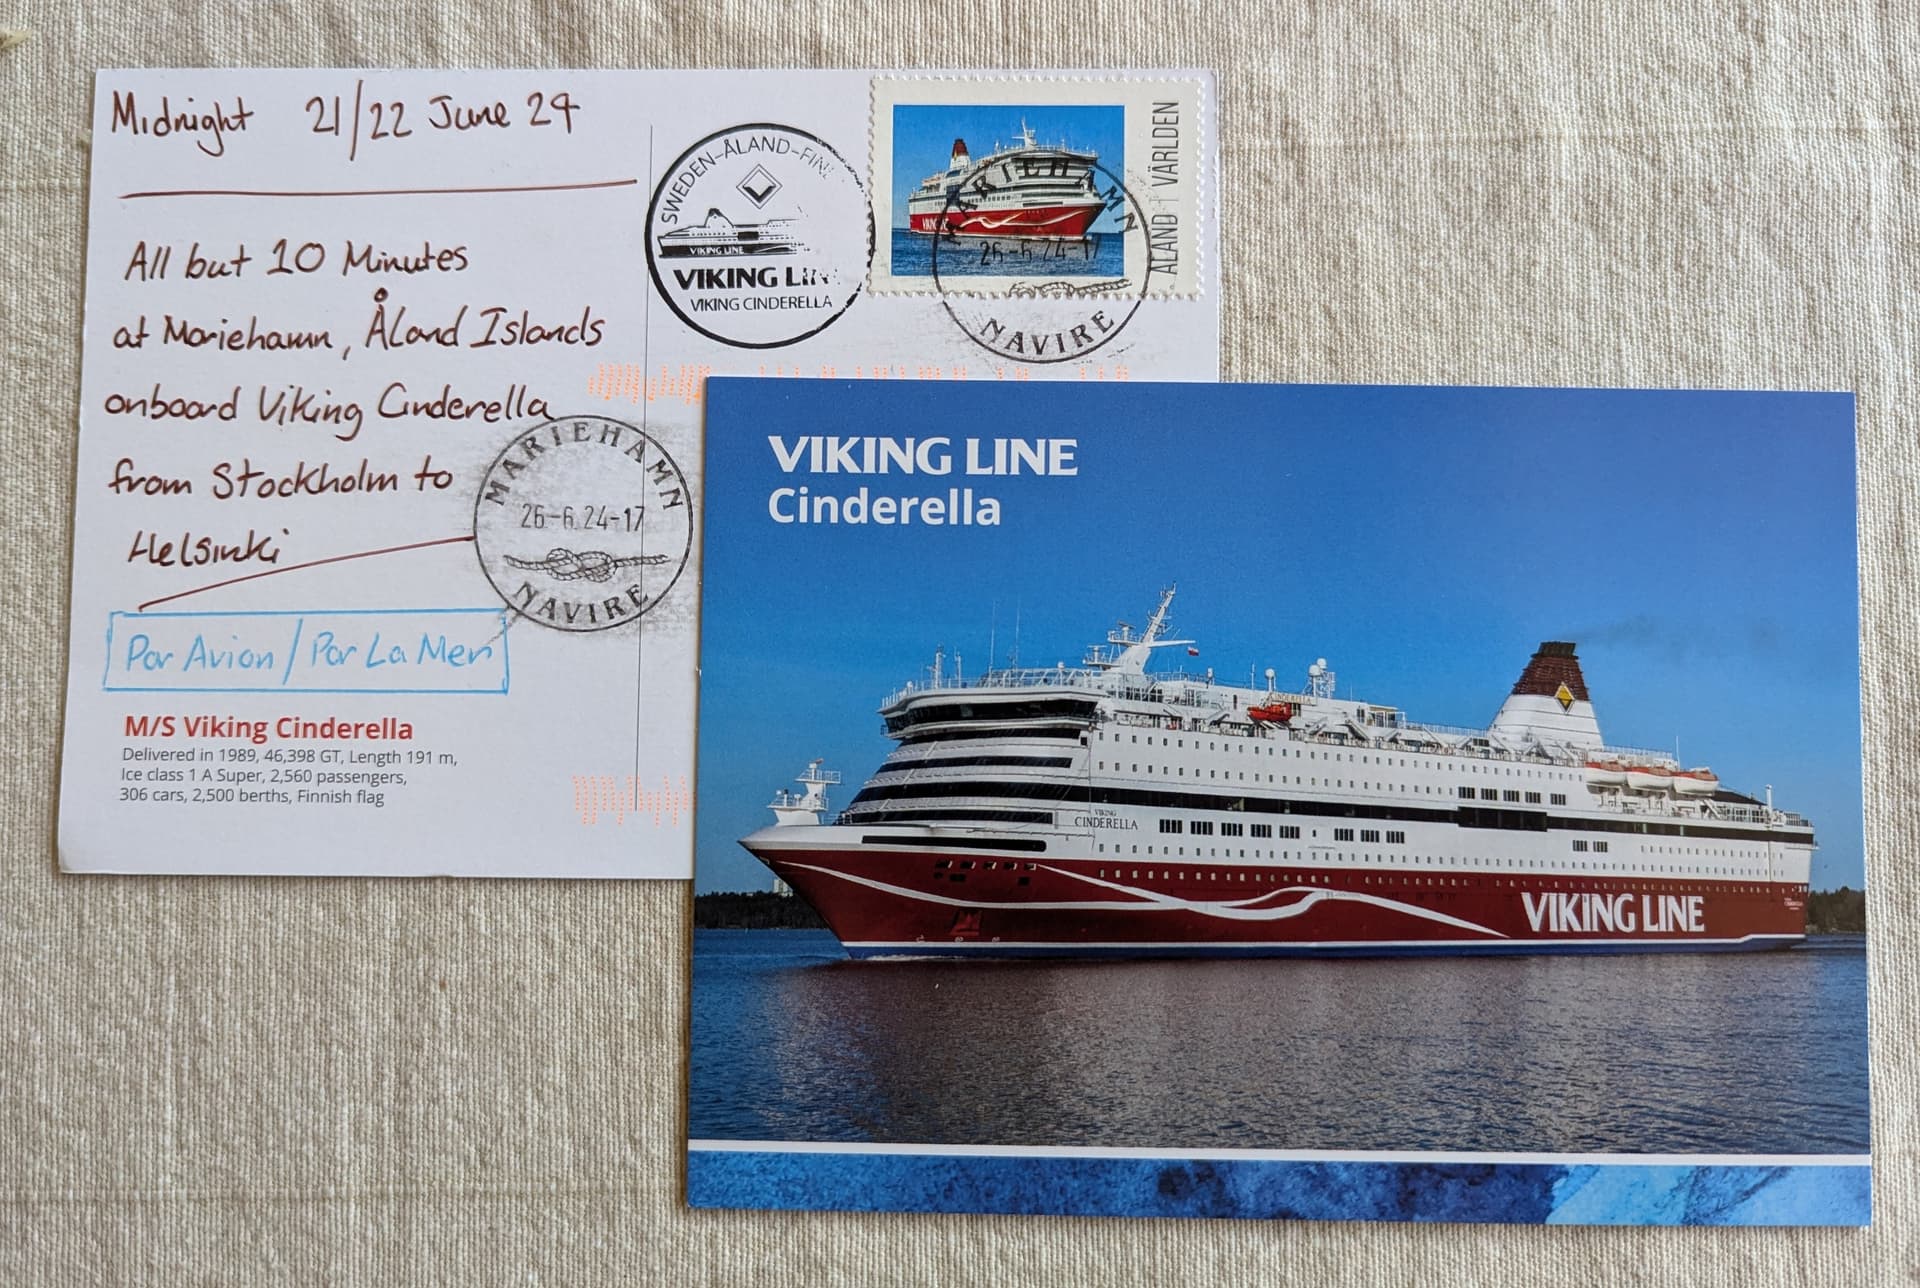 Midnight 21/22 June 24
All but 10 Minutes
at Mariehamn, Åland Islands
onboard Viking Cinderella
from Stockholm to
Helsinki
Par Avion / Par La Mer
M/S Viking Cinderella
Delivered in 1989, 46,398 GT, Length 191 m,
Ice class 1 A Super, 2,560 passengers,
306 cars, 2,500 berths, Finnish flag
MARIEHAMN
26-6.24-17
NAVIRE
SWEDEN-ÅLAND-FIN
VIKING LINE
VIKING LINE
VIKING CINDERELLA
ÅLAND 1 VÄRLDEN
MARIEHAMN
26-6.24-17
NAVIRE
VIKING LINE
Cinderella
CINDERELLA
VIKING
CINDERELLA
VIKING LINE